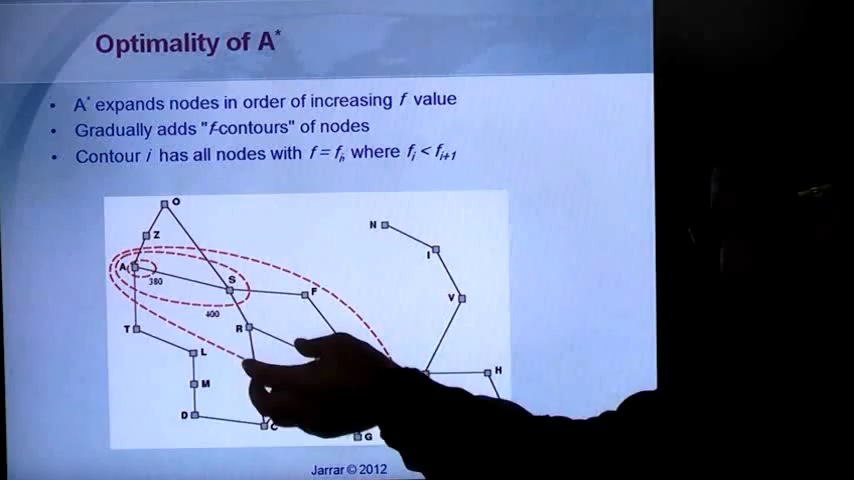 Optimality of A*
• A* expands nodes in order of increasing f value
• Gradually adds "f-contours" of nodes
• Contour i has all nodes with f = fi, where fi < fi+1
O
N
Z
I
A
S
380
F
V
400
R
T
L
H
M
D
C
G
Jarrar © 2012